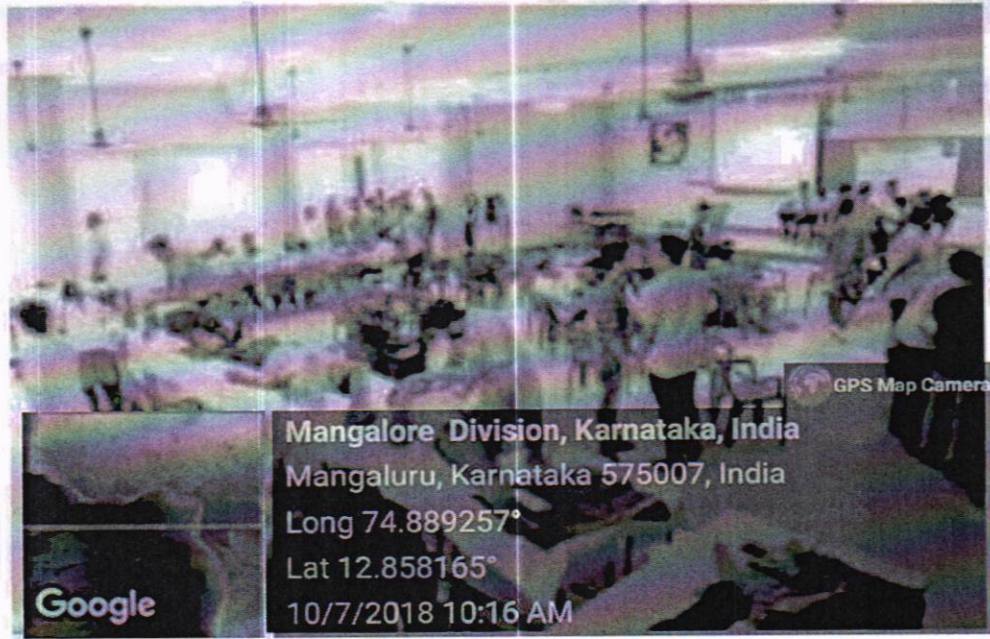 GPS Map Camera
Mangalore Division, Karnataka, India
Mangaluru, Karnataka 575007, India
Long 74.889257°
Lat 12.858165°
10/7/2018 10:16 AM
Google